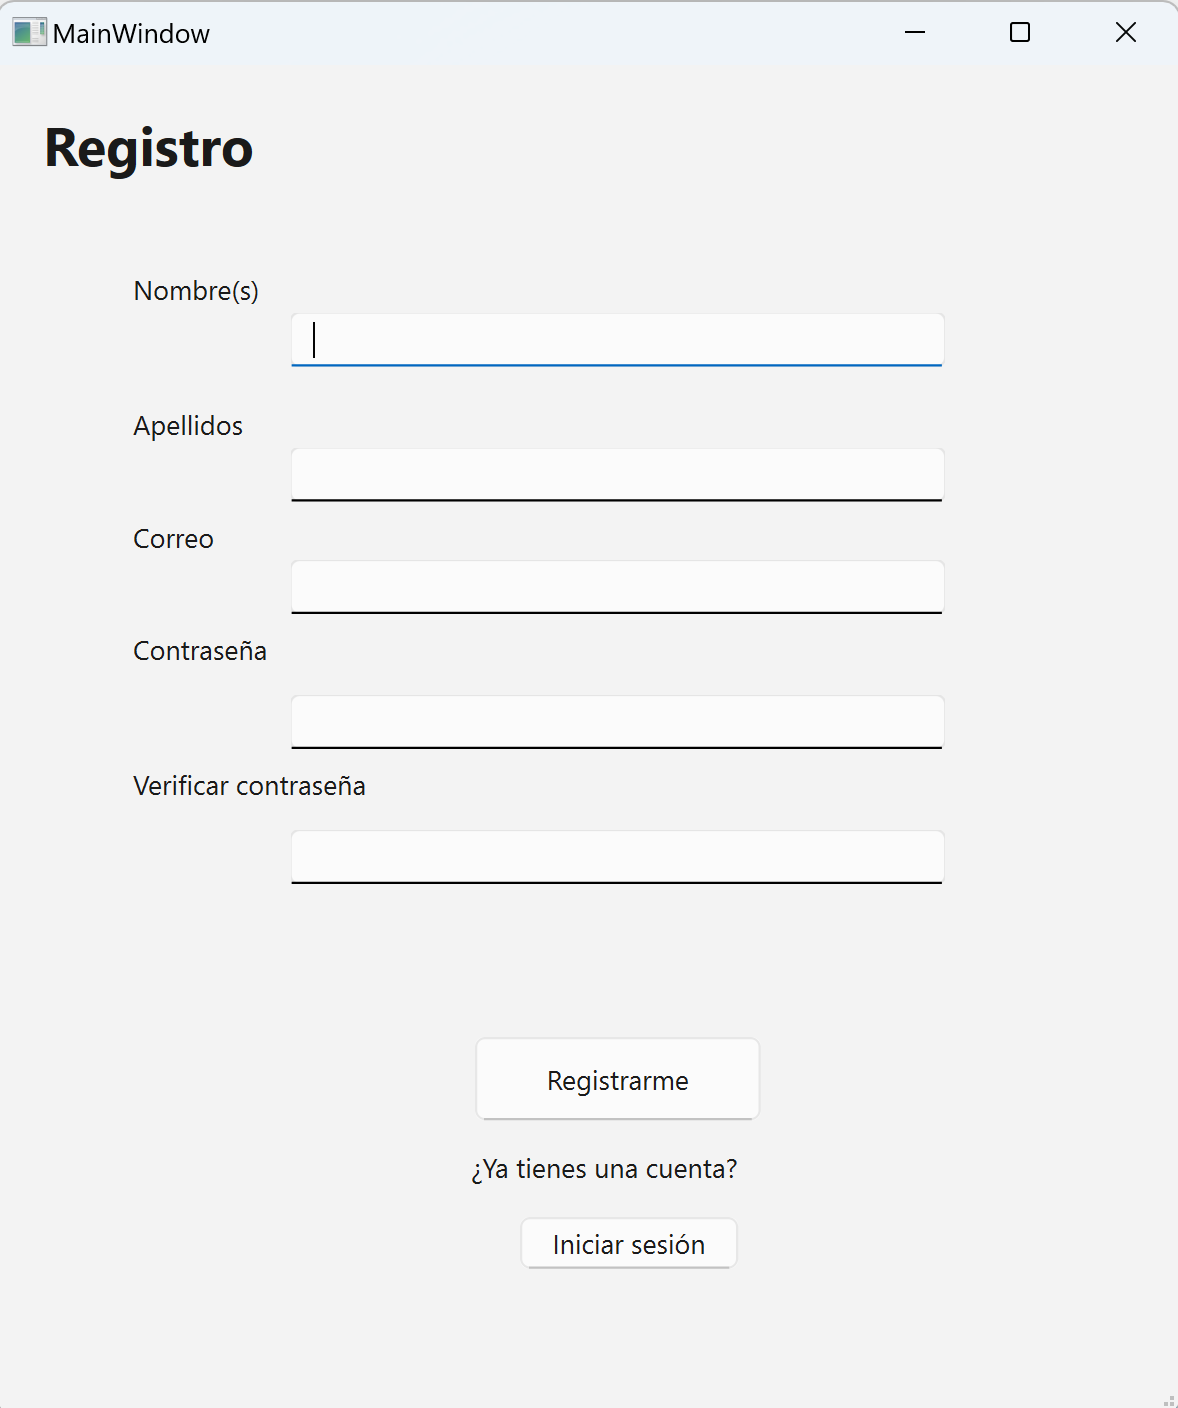 MainWindow
Registro
Nombre(s)
Apellidos
Correo
Contraseña
Verificar contraseña
Registrarme
¿Ya tienes una cuenta?
Iniciar sesión